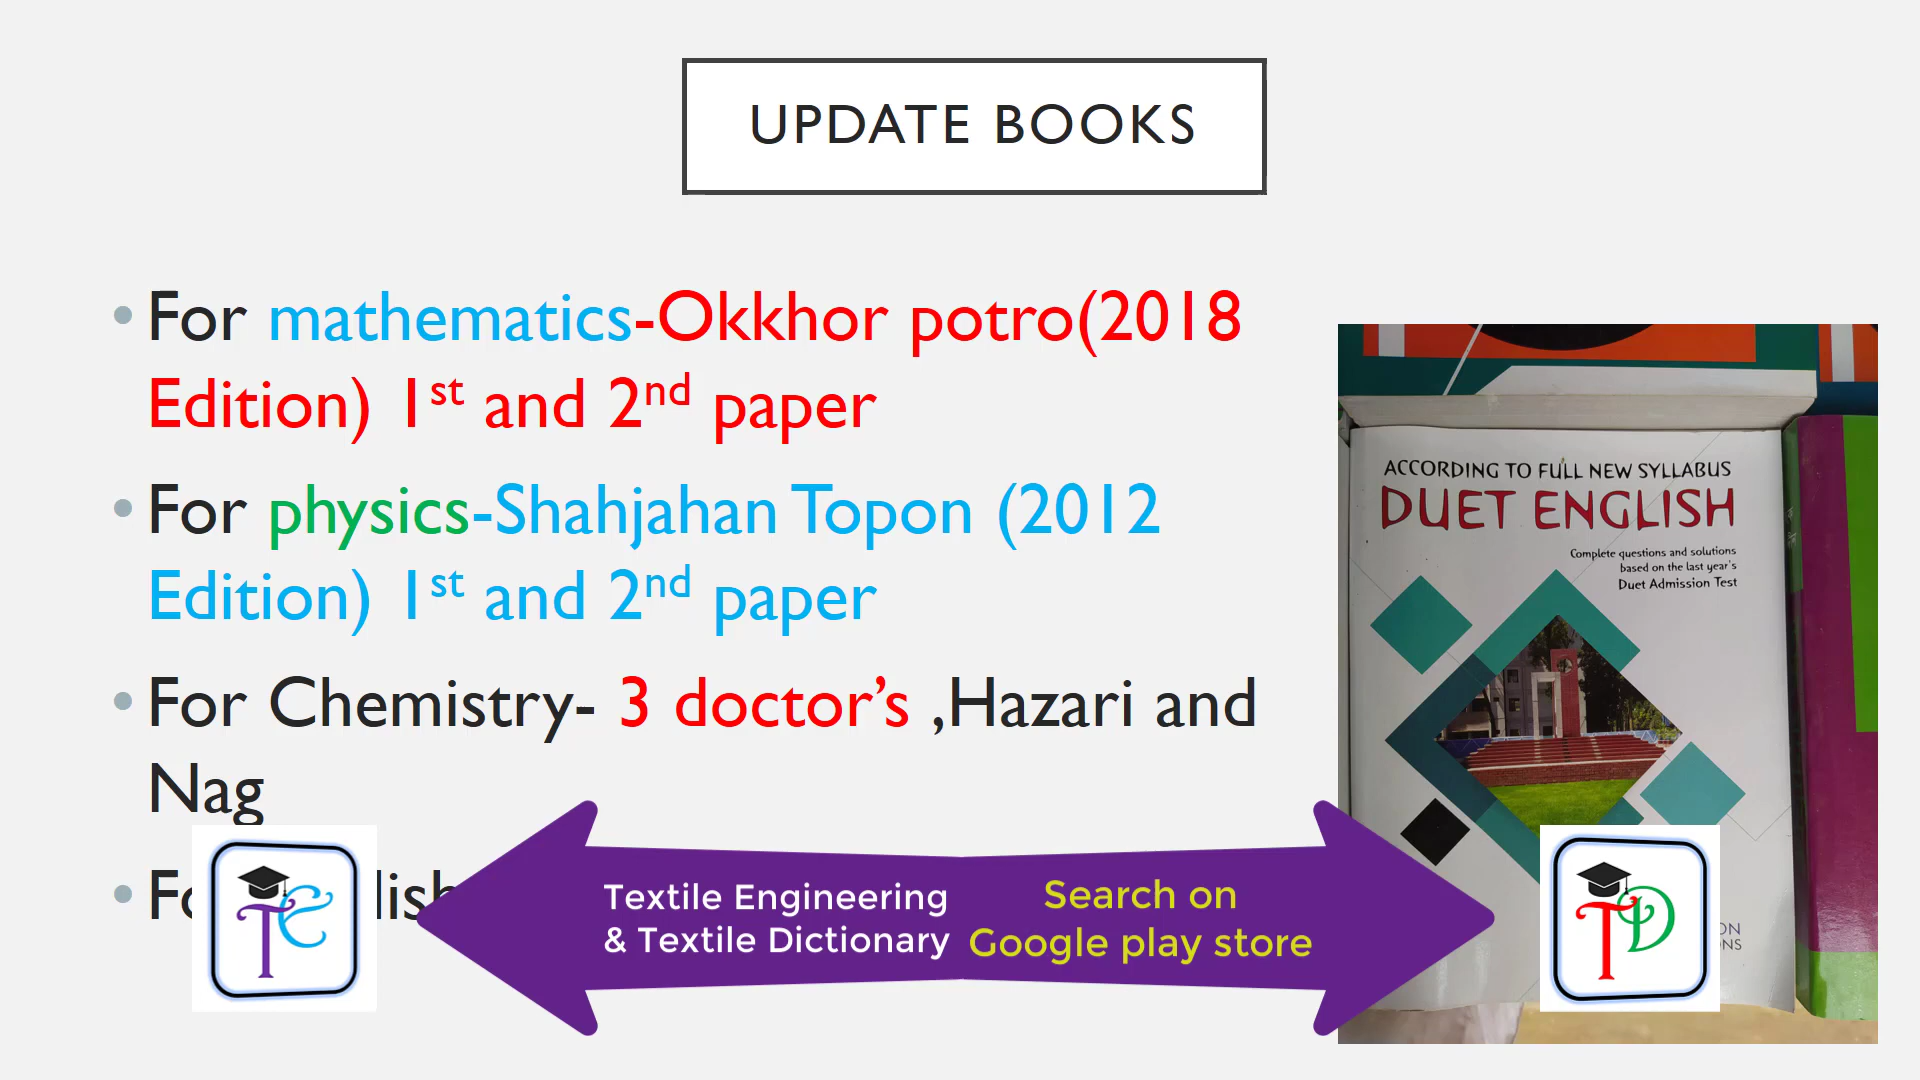 UPDATE BOOKS
• For mathematics-Okkhor potro(2018
Edition) 1st and 2nd paper
• For physics-Shahjahan Topon (2012
Edition) 1st and 2nd paper
• For Chemistry- 3 doctor’s ,Hazari and
Nag
ACCORDING TO FULL NEW SYLLABUS
DUET ENGLISH
Complete questions and solutions
based on the last year's
Duet Admission Test
TE
Textile Engineering
& Textile Dictionary
Search on
Google play store
TD